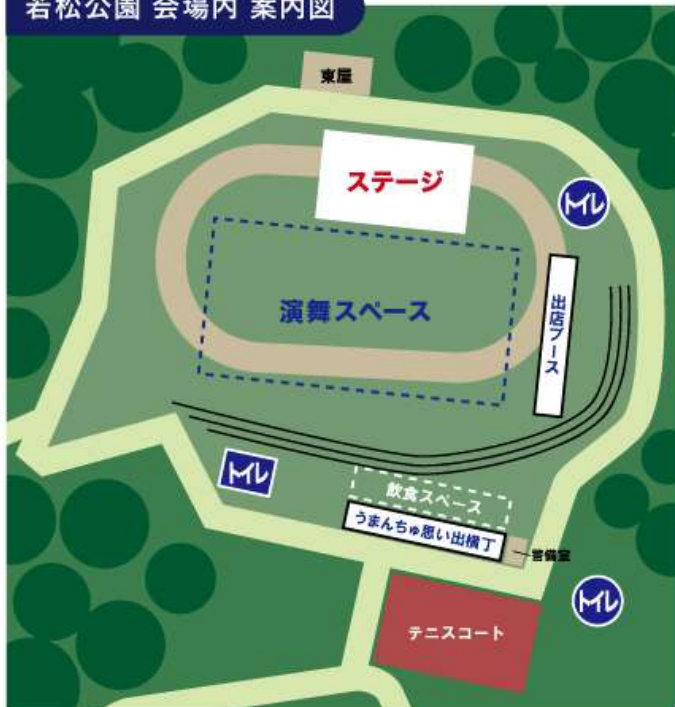 若松公園 会場内 案内図
東屋
ステージ
トイレ
演舞スペース
出店ブース
トイレ
飲食スペース
うまんちゅ思い出横丁
警備室
トイレ
テニスコート